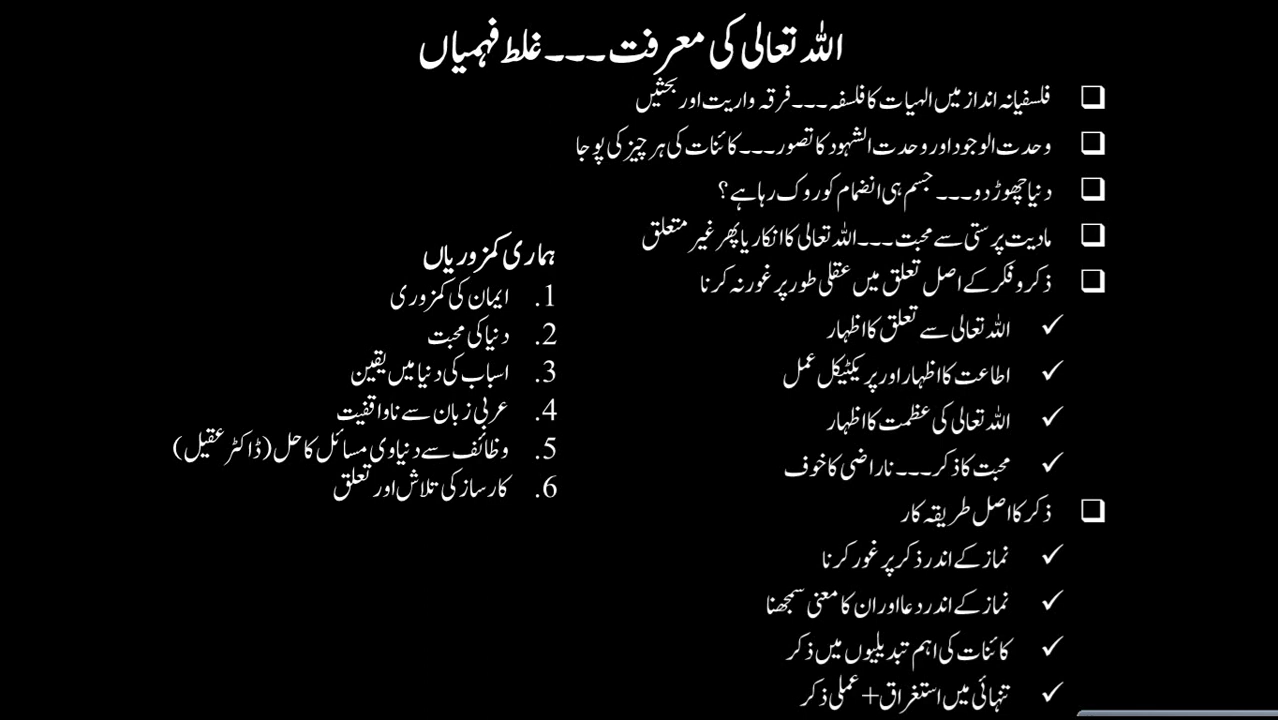 اللہ تعالی کی معرفت۔۔۔غلط فہمیاں
❑ فلسفیانہ انداز میں الہیات کا فلسفہ۔۔۔فرقہ واریت اور بحثیں
❑ وحدت الوجود اور وحدت الشہود کا تصور۔۔۔کائنات کی ہر چیز کی پوجا
❑ دنیا چھوڑ دو۔۔۔جسم ہی انضمام کو روک رہا ہے؟
❑ مادیت پرستی سے محبت۔۔۔اللہ تعالی کا انکار یا پھر غیر متعلق
❑ ذکر و فکر کے اصل تعلق میں عقلی طور پر غور نہ کرنا
✓ اللہ تعالی سے تعلق کا اظہار
✓ اطاعت کا اظہار اور پریکٹیکل عمل
✓ اللہ تعالی کی عظمت کا اظہار
✓ محبت کا ذکر۔۔۔ناراضی کا خوف
❑ ذکر کا اصل طریقہ کار
✓ نماز کے اندر ذکر پر غور کرنا
✓ نماز کے اندر دعا اور ان کا معنی سمجھنا
✓ کائنات کی اہم تبدیلیوں میں ذکر
✓ تنہائی میں استغراق + عملی ذکر
ہماری کمزوریاں
1. ایمان کی کمزوری
2. دنیا کی محبت
3. اسباب کی دنیا میں یقین
4. عربی زبان سے ناواقفیت
5. وظائف سے دنیاوی مسائل کا حل (ڈاکٹر عقیل)
6. کارساز کی تلاش اور تعلق